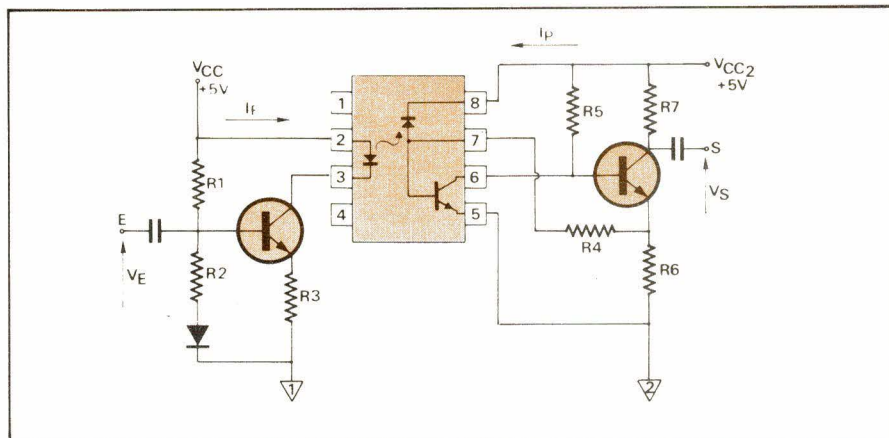 Ip
VCC
+5V
IF
VCC2
+5V
1
8
R5
R7
2
7
S
R1
3
6
VS
E
4
5
R4
VE
R2
R3
R6
1
2